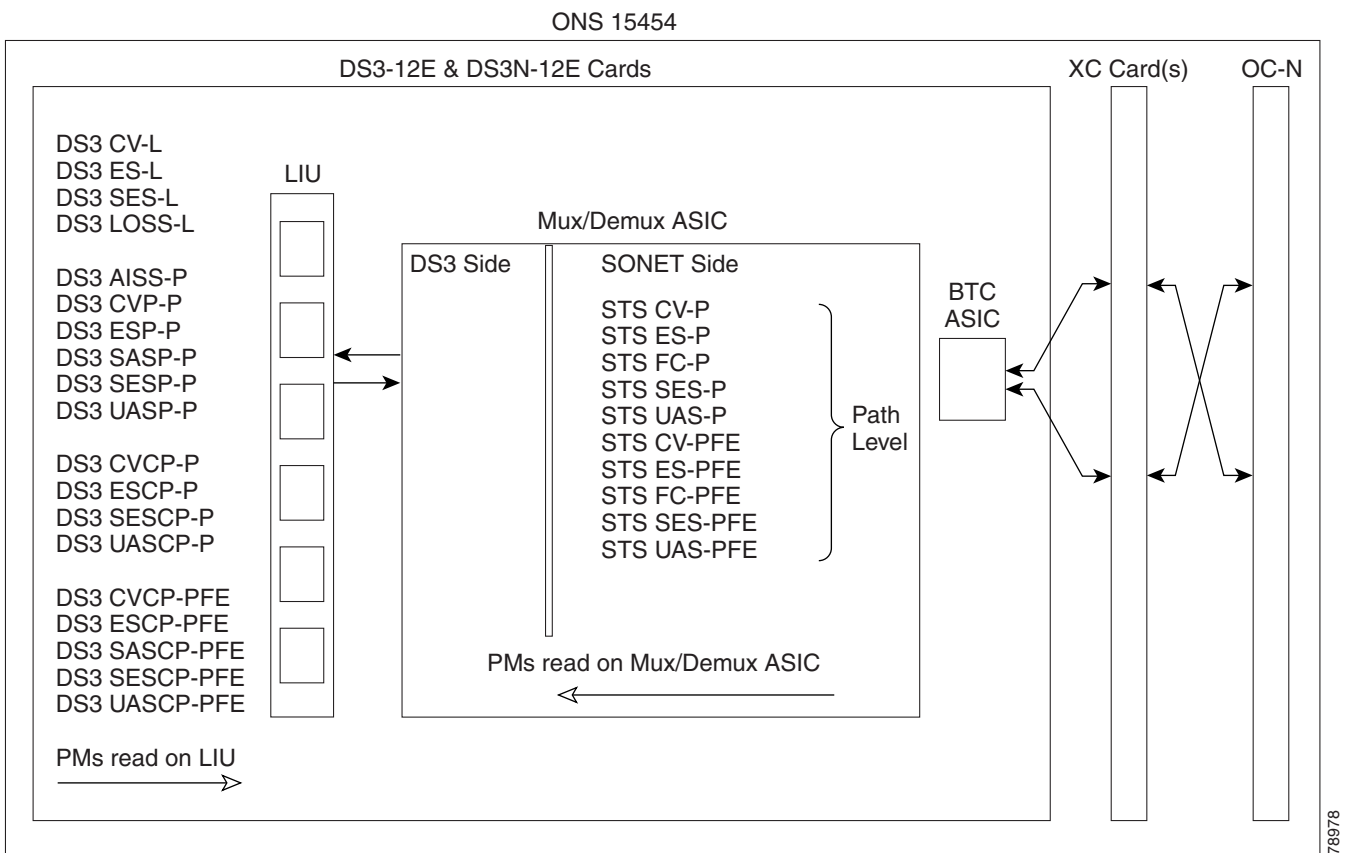 ONS 15454
DS3-12E & DS3N-12E Cards
XC Card(s)
OC-N
DS3 CV-L
DS3 ES-L
DS3 SES-L
DS3 LOSS-L
DS3 AISS-P
DS3 CVP-P
DS3 ESP-P
DS3 SASP-P
DS3 SESP-P
DS3 UASP-P
DS3 CVCP-P
DS3 ESCP-P
DS3 SESCP-P
DS3 UASCP-P
DS3 CVCP-PFE
DS3 ESCP-PFE
DS3 SASCP-PFE
DS3 SESCP-PFE
DS3 UASCP-PFE
PMs read on LIU
LIU
Mux/Demux ASIC
DS3 Side
SONET Side
STS CV-P
STS ES-P
STS FC-P
STS SES-P
STS UAS-P
STS CV-PFE
STS ES-PFE
STS FC-PFE
STS SES-PFE
STS UAS-PFE
Path
Level
PMs read on Mux/Demux ASIC
BTC
ASIC
78978